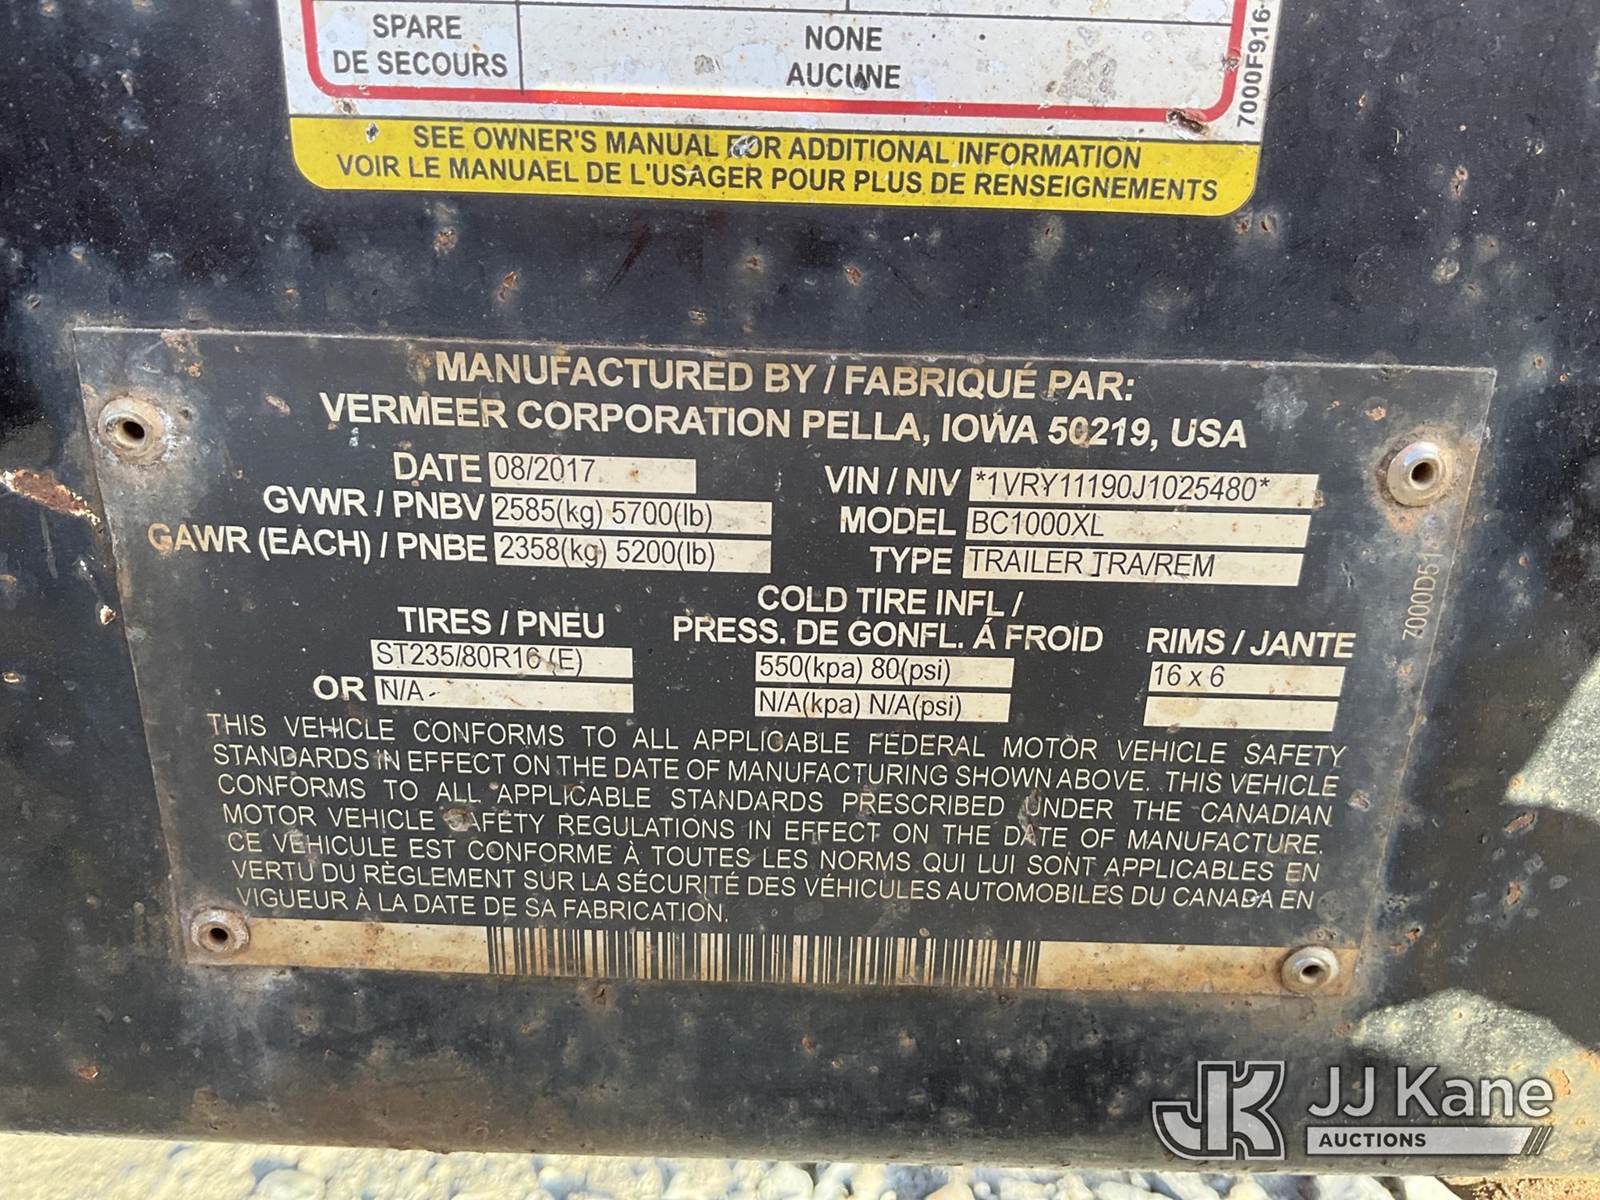 SPARE
DE SECOURS
NONE
AUCUNE
7000F916
SEE OWNER'S MANUAL FOR ADDITIONAL INFORMATION
VOIR LE MANUAEL DE L'USAGER POUR PLUS DE RENSEIGNEMENTS
MANUFACTURED BY / FABRIQUÉ PAR:
VERMEER CORPORATION PELLA, IOWA 50219, USA
DATE 08/2017
GVWR / PNBV 2585(kg) 5700(lb)
GAWR (EACH) / PNBE 2358(kg) 5200(lb)
VIN / NIV *1VRY11190J1025480*
MODEL BC1000XL
TYPE TRAILER TRA/REM
TIRES / PNEU
ST235/80R16 (E)
OR N/A
COLD TIRE INFL /
PRESS. DE GONFL. Á FROID
550(kpa) 80(psi)
N/A(kpa) N/A(psi)
RIMS / JANTE
16 x 6
7000D51
THIS VEHICLE CONFORMS TO ALL APPLICABLE FEDERAL MOTOR VEHICLE SAFETY
STANDARDS IN EFFECT ON THE DATE OF MANUFACTURING SHOWN ABOVE. THIS VEHICLE
CONFORMS TO ALL APPLICABLE STANDARDS PRESCRIBED UNDER THE CANADIAN
MOTOR VEHICLE SAFETY REGULATIONS IN EFFECT ON THE DATE OF MANUFACTURE.
CE VÉHICULE EST CONFORME À TOUTES LES NORMS QUI LUI SONT APPLICABLES EN
VERTU DU RÈGLEMENT SUR LA SÉCURITÉ DES VÉHICULES AUTOMOBILES DU CANADA EN
VIGUEUR À LA DATE DE SA FABRICATION.
JK JJ Kane
AUCTIONS